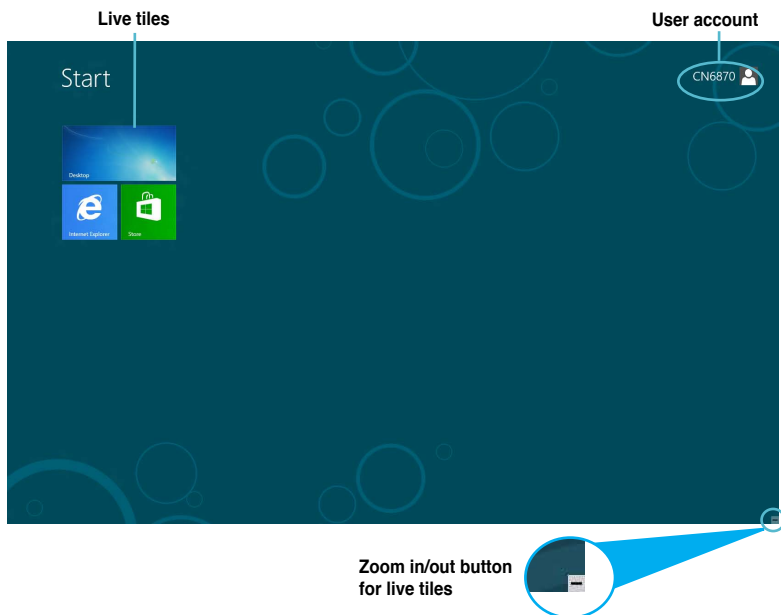 Live tiles
User account
Start
CN6870
Desktop
Internet Explorer
Store
Zoom in/out button
for live tiles